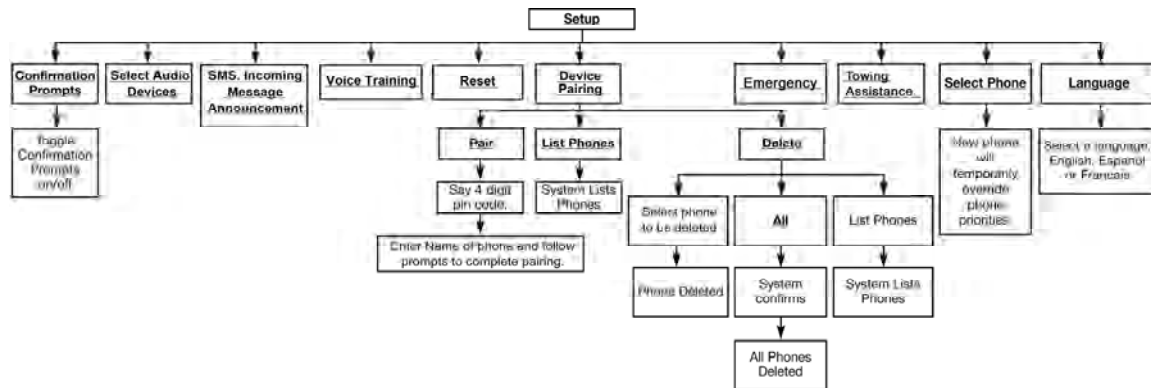 Setup
Confirmation
Prompts
Select Audio
Devices
SMS. Incoming
Message
Announcement
Voice Training
Reset
Device
Pairing
Emergency
Towing
Assistance
Select Phone
Language
Toggle
Confirmation
Prompts
on/off
Pair
List Phones
Delete
New phone
will
temporarily
override
phone
priorities.
Select a language,
English, Español
or Francais
Say 4 digit
pin code.
System Lists
Phones
Select phone
to be deleted
All
List Phones
Enter Name of phone and follow
prompts to complete pairing.
Phone Deleted
System
confirms
System Lists
Phones
All Phones
Deleted